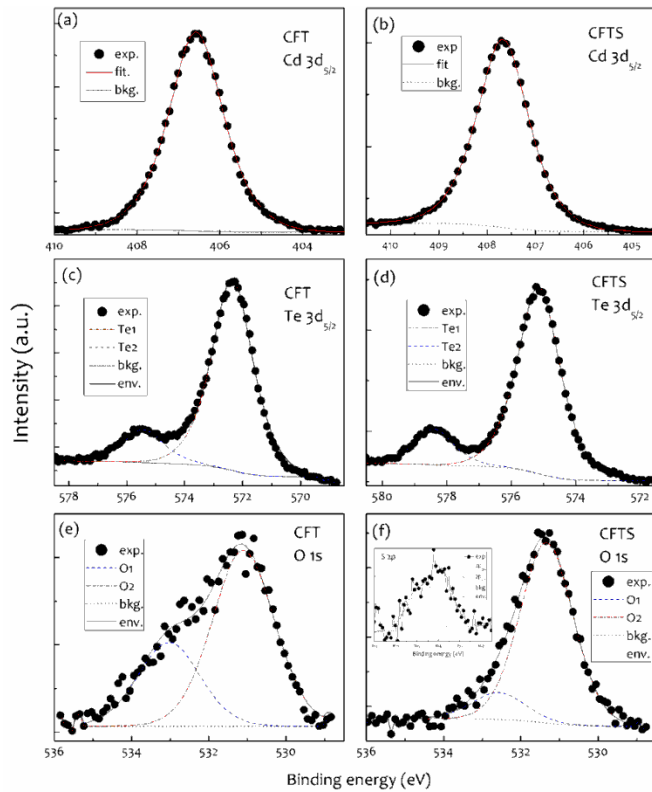 (a)
CFT
Cd 3d5/2
exp.
fit.
bkg.
410 408 406 404
(b)
CFTS
Cd 3d5/2
exp
fit
bkg.
410 409 408 407 406 405
(c)
CFT
Te 3d5/2
exp.
Te1
Te2
bkg.
env.
578 576 574 572 570
(d)
CFTS
Te 3d5/2
exp.
Te1
Te2
bkg.
env.
580 578 576 574 572
(e)
CFT
O 1s
exp.
O1
O2
bkg.
env.
536 534 532 530
(f)
CFTS
O 1s
exp.
O1
O2
bkg.
env.
S 2p
exp
bkg
env
Binding energy (eV)
536 534 532 530
Intensity (a.u.)
Binding energy (eV)